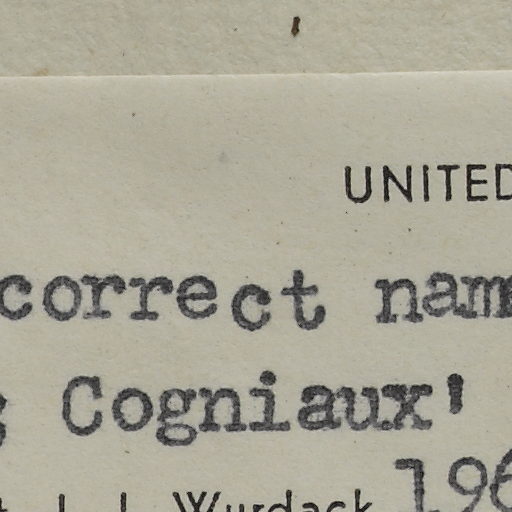 UNITED
correct nam
; Cogniaux'
J. J. Wurdack 196